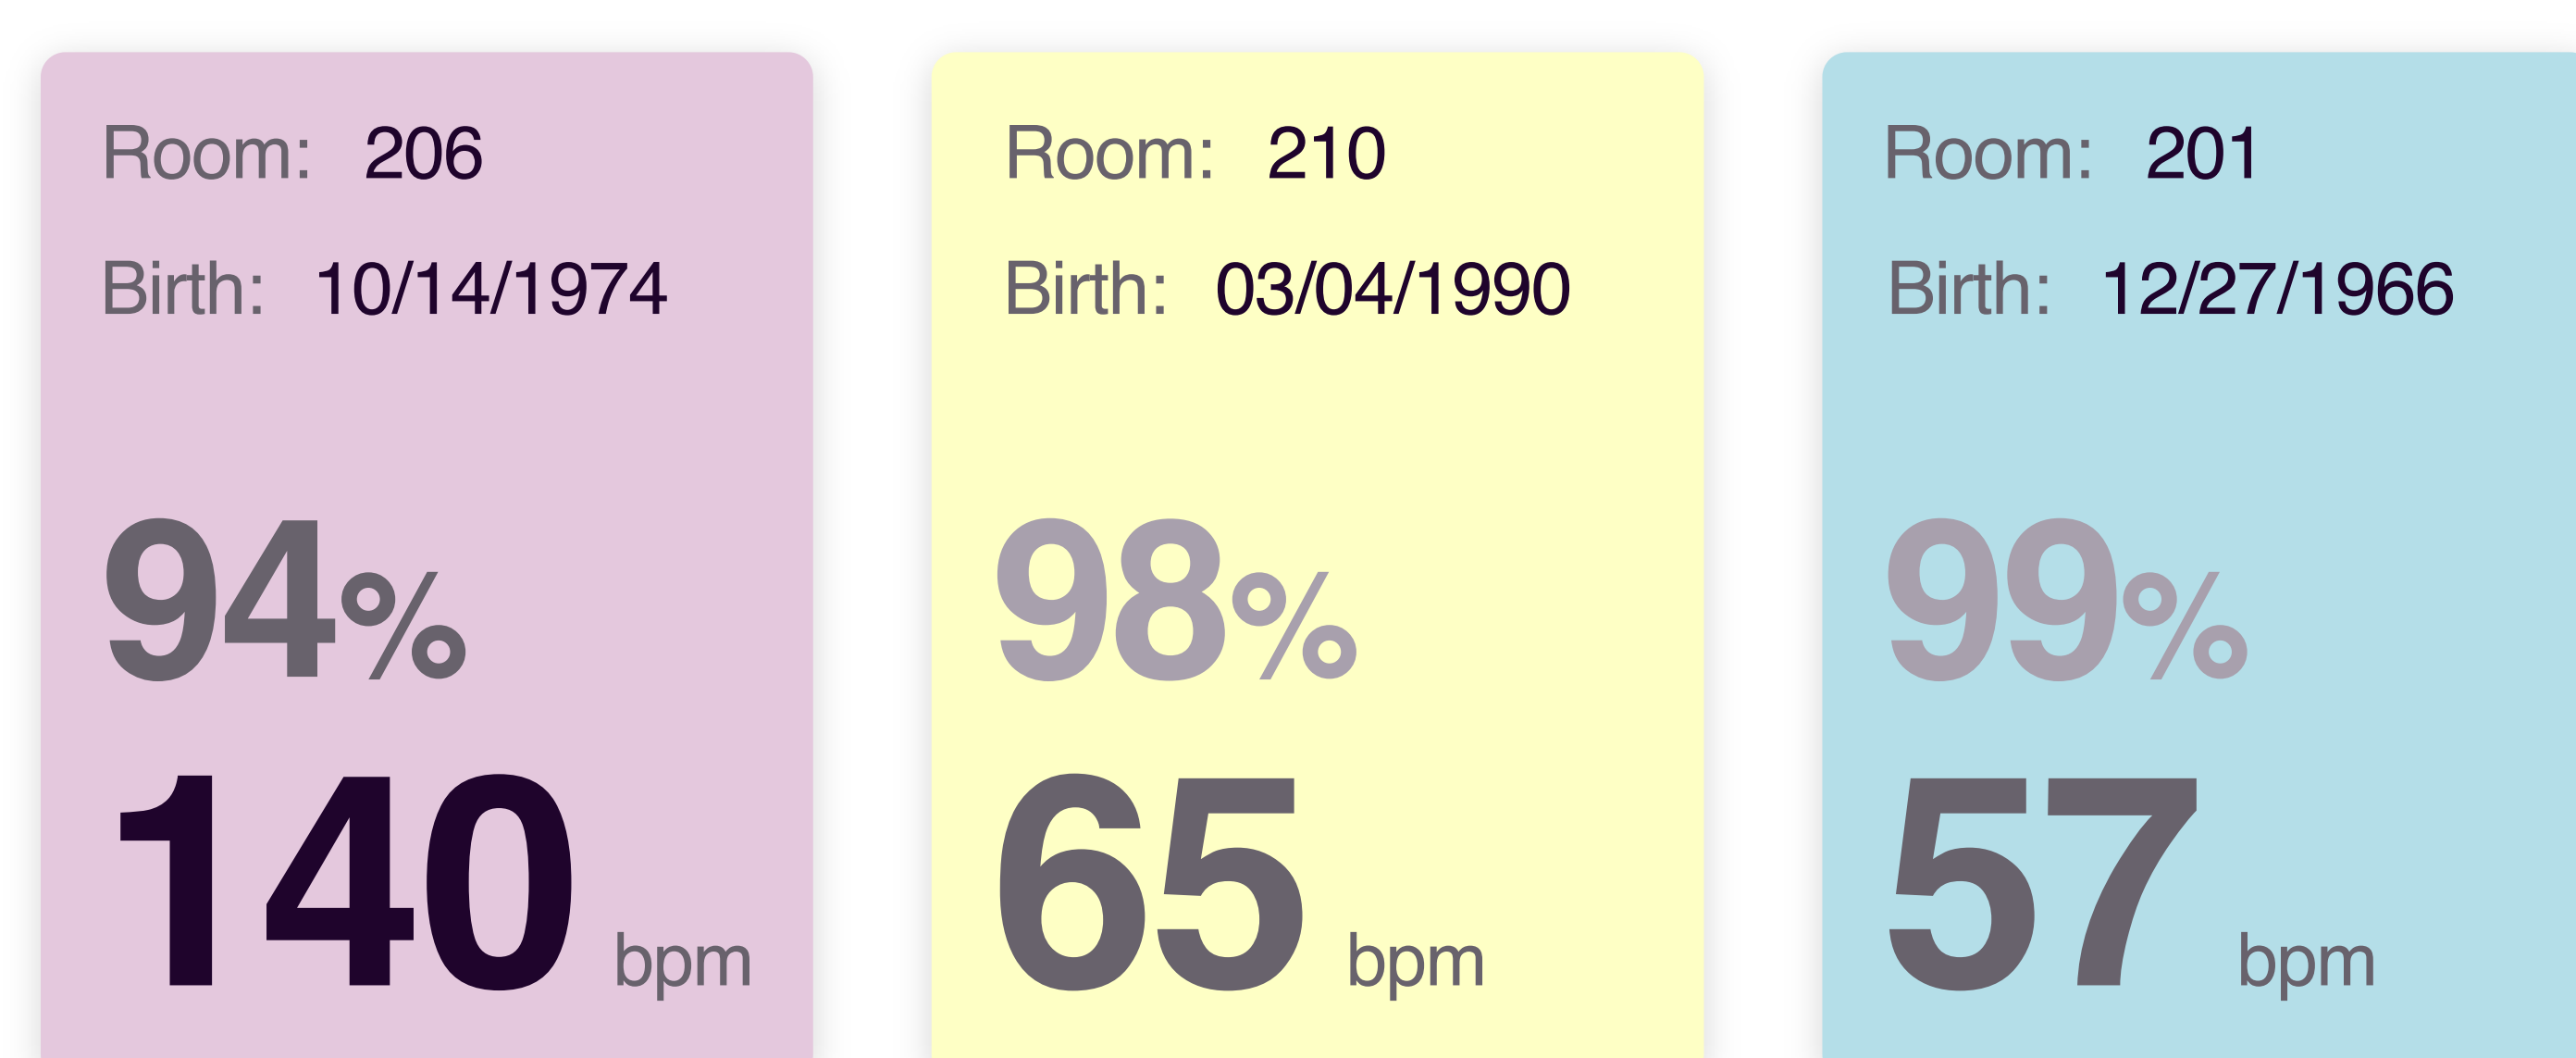 Room: 206
Birth: 10/14/1974
94%
140 bpm
Room: 210
Birth: 03/04/1990
98%
65 bpm
Room: 201
Birth: 12/27/1966
99%
57 bpm